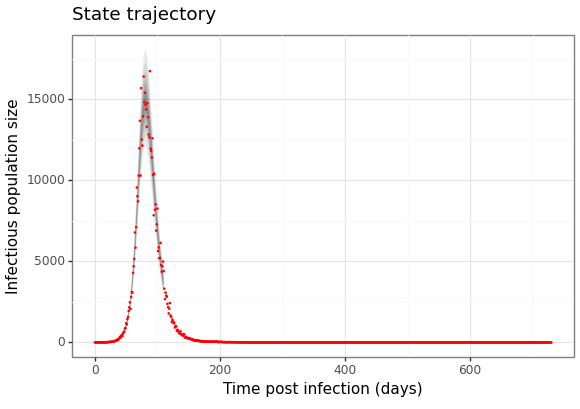 State trajectory
Infectious population size
15000
10000
5000
0
0 200 400 600
Time post infection (days)